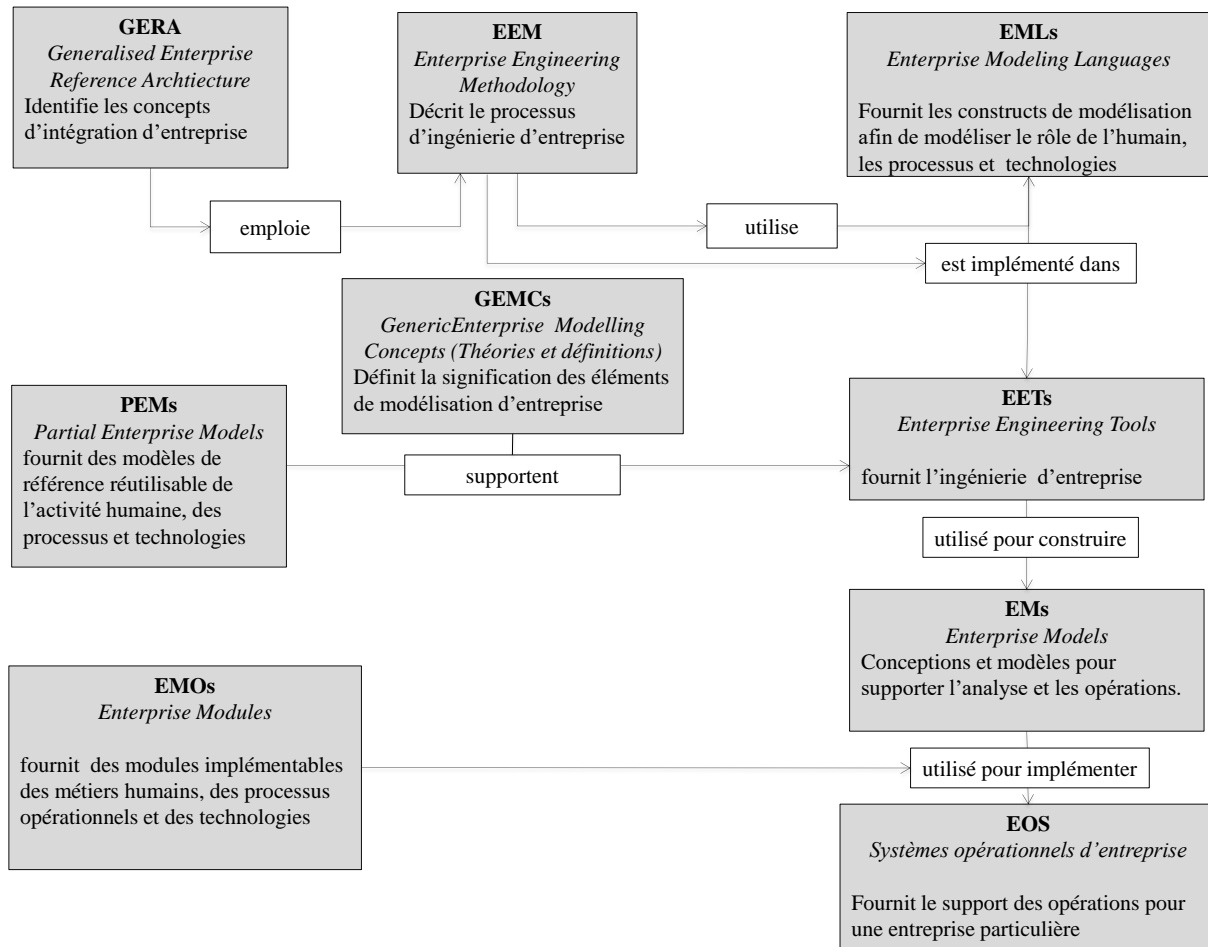 GERA
Generalised Enterprise
Reference Archtiecture
Identifie les concepts
d'intégration d'entreprise
EEM
Enterprise Engineering
Methodology
Décrit le processus
d'ingénierie d'entreprise
EMLs
Enterprise Modeling Languages
Fournit les constructs de modélisation
afin de modéliser le rôle de l'humain,
les processus et technologies
emploie
utilise
est implémenté dans
GEMCs
GenericEnterprise Modelling
Concepts (Théories et définitions)
Définit la signification des éléments
de modélisation d'entreprise
PEMs
Partial Enterprise Models
fournit des modèles de
référence réutilisable de
l'activité humaine, des
processus et technologies
supportent
EETs
Enterprise Engineering Tools
fournit l'ingénierie d'entreprise
utilisé pour construire
EMs
Enterprise Models
Conceptions et modèles pour
supporter l'analyse et les opérations.
EMOs
Enterprise Modules
fournit des modules implémentables
des métiers humains, des processus
opérationnels et des technologies
utilisé pour implémenter
EOS
Systèmes opérationnels d'entreprise
Fournit le support des opérations pour
une entreprise particulière